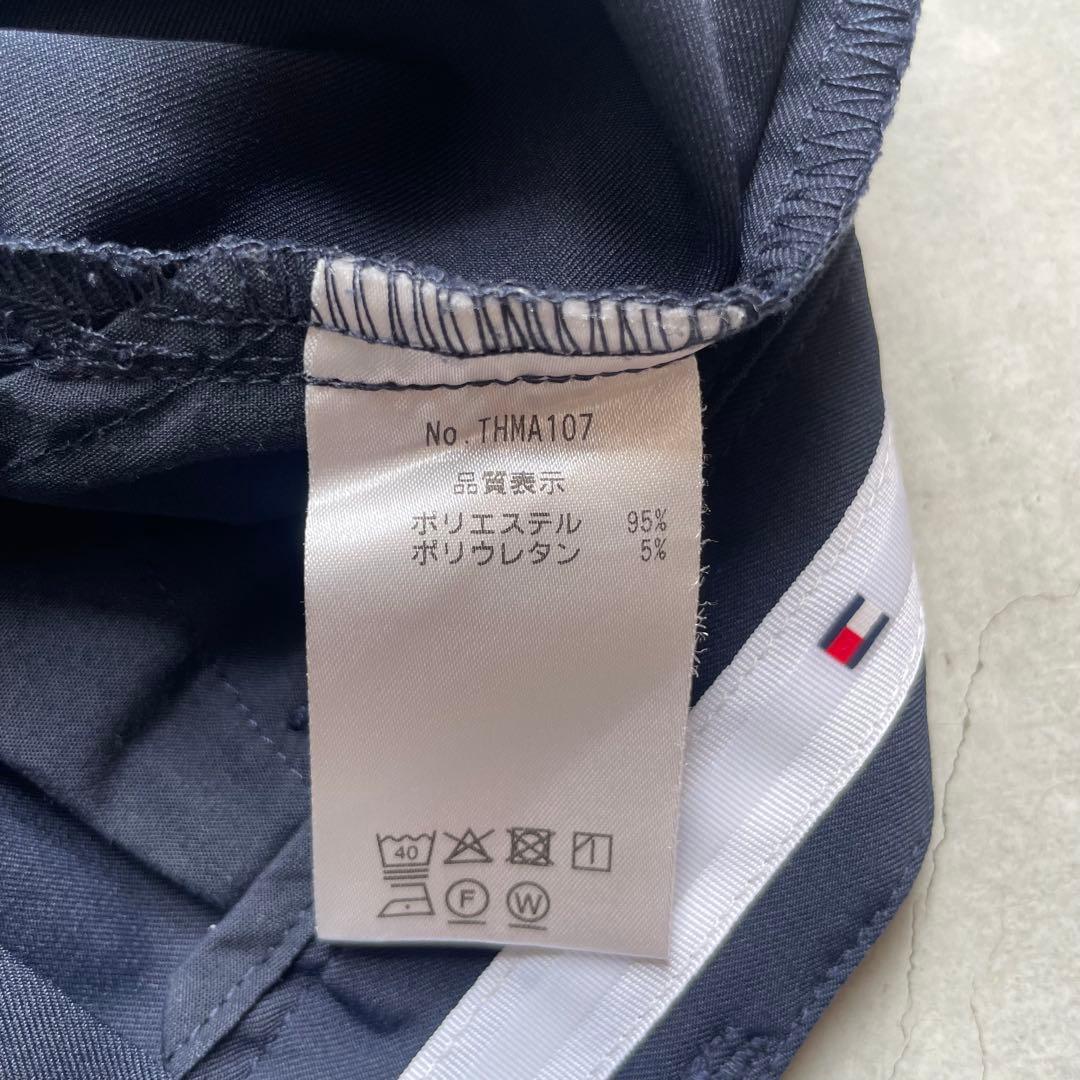 No.THMA107
品質表示
ポリエステル 95%
ポリウレタン 5%
40
F W